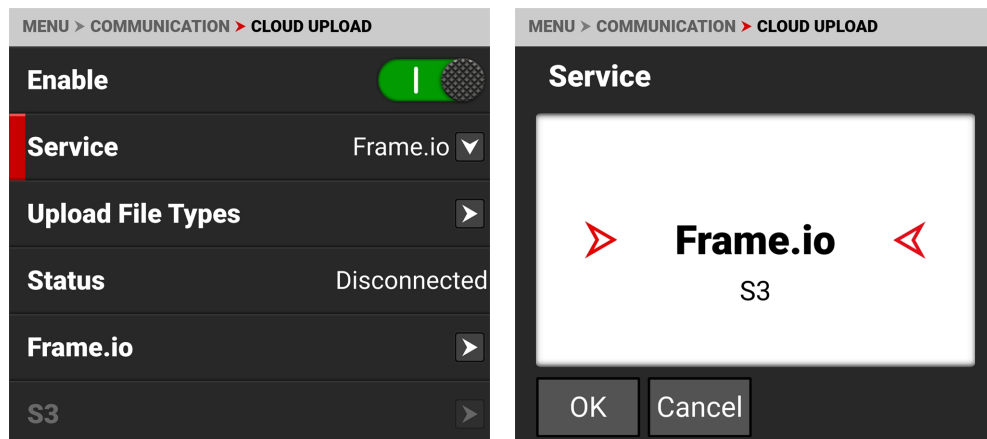 MENU > COMMUNICATION > CLOUD UPLOAD
Enable
Service Frame.io
Upload File Types
Status Disconnected
Frame.io
S3
MENU > COMMUNICATION > CLOUD UPLOAD
Service
Frame.io
S3
OK Cancel